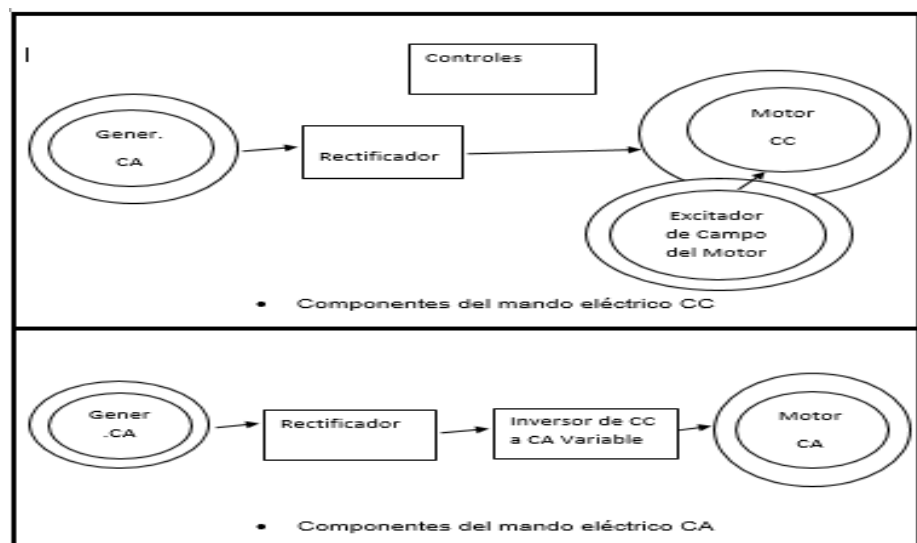 Controles
Gener.
CA
Rectificador
Motor
CC
Excitador
de Campo
del Motor
• Componentes del mando eléctrico CC
Gener
.CA
Rectificador
Inversor de CC
a CA Variable
Motor
CA
• Componentes del mando eléctrico CA